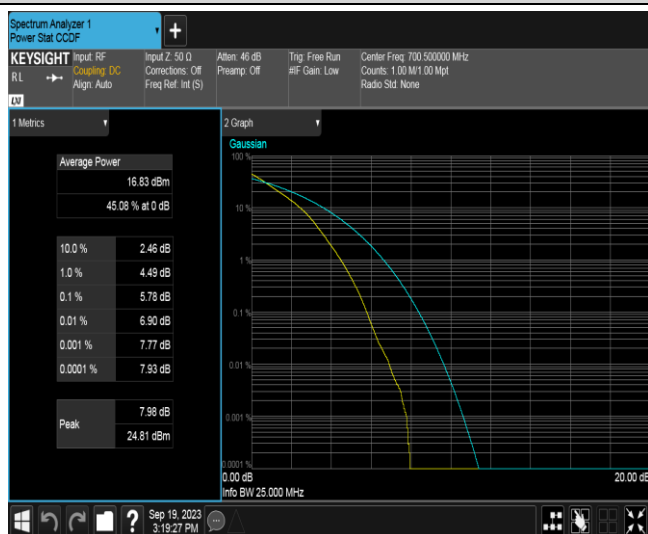 Spectrum Analyzer 1
Power Stat CCDF
KEYSIGHT
RL
LXI
Input: RF
Coupling: DC
Align: Auto
Input Z: 50 Ω
Corrections: Off
Freq Ref: Int (S)
Atten: 46 dB
Preamp: Off
Trig: Free Run
#IF Gain: Low
Center Freq: 700.500000 MHz
Counts: 1.00 M/1.00 Mpt
Radio Std: None
1 Metrics
Average Power
16.83 dBm
45.08 % at 0 dB
10.0 % 2.46 dB
1.0 % 4.49 dB
0.1 % 5.78 dB
0.01 % 6.90 dB
0.001 % 7.77 dB
0.0001 % 7.93 dB
Peak
7.98 dB
24.81 dBm
2 Graph
Gaussian
100 %
10 %
1 %
0.1 %
0.01 %
0.001 %
0.0001 %
0.00 dB
20.00 dB
Info BW 25.000 MHz
?
Sep 19, 2023
3:19:27 PM